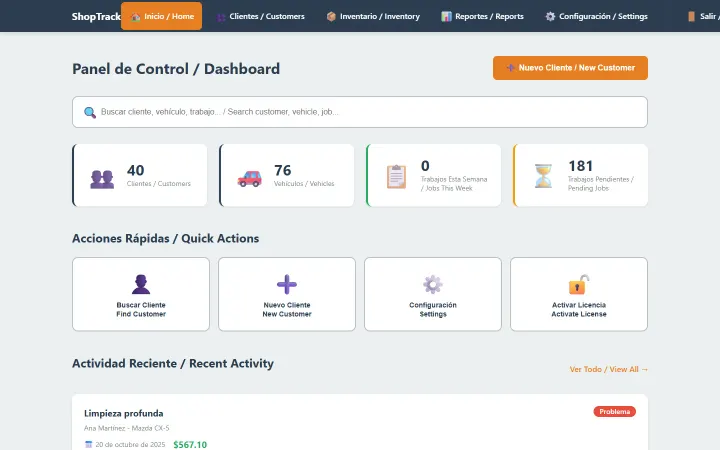 ShopTrack
Inicio / Home
Clientes / Customers
Inventario / Inventory
Reportes / Reports
Configuración / Settings
Salir /
Panel de Control / Dashboard
Nuevo Cliente / New Customer
Buscar cliente, vehículo, trabajo... / Search customer, vehicle, job...
40
Clientes / Customers
76
Vehículos / Vehicles
0
Trabajos Esta Semana
/ Jobs This Week
181
Trabajos Pendientes /
Pending Jobs
Acciones Rápidas / Quick Actions
Buscar Cliente
Find Customer
Nuevo Cliente
New Customer
Configuración
Settings
Activar Licencia
Activate License
Actividad Reciente / Recent Activity
Ver Todo / View All →
Limpieza profunda
Problema
Ana Martínez - Mazda CX-5
20 de octubre de 2025
$567.10